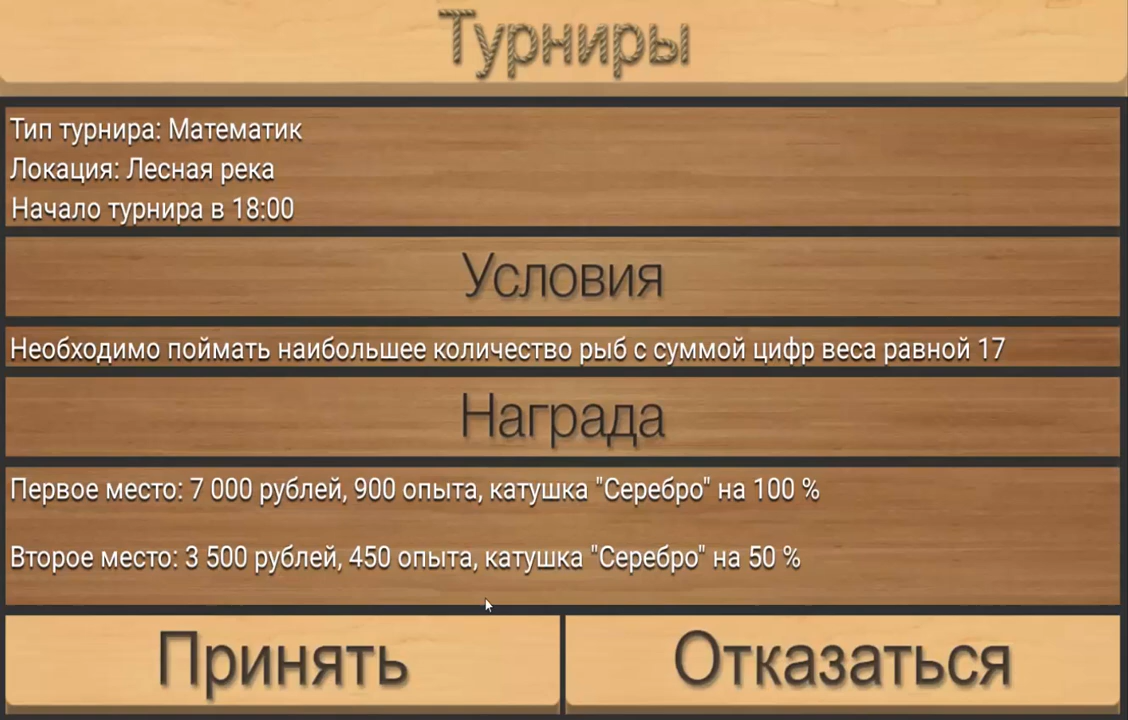 Турниры
Тип турнира: Математик
Локация: Лесная река
Начало турнира в 18:00
Условия
Необходимо поймать наибольшее количество рыб с суммой цифр веса равной 17
Награда
Первое место: 7 000 рублей, 900 опыта, катушка "Серебро" на 100 %
Второе место: 3 500 рублей, 450 опыта, катушка "Серебро" на 50 %
Принять
Отказаться